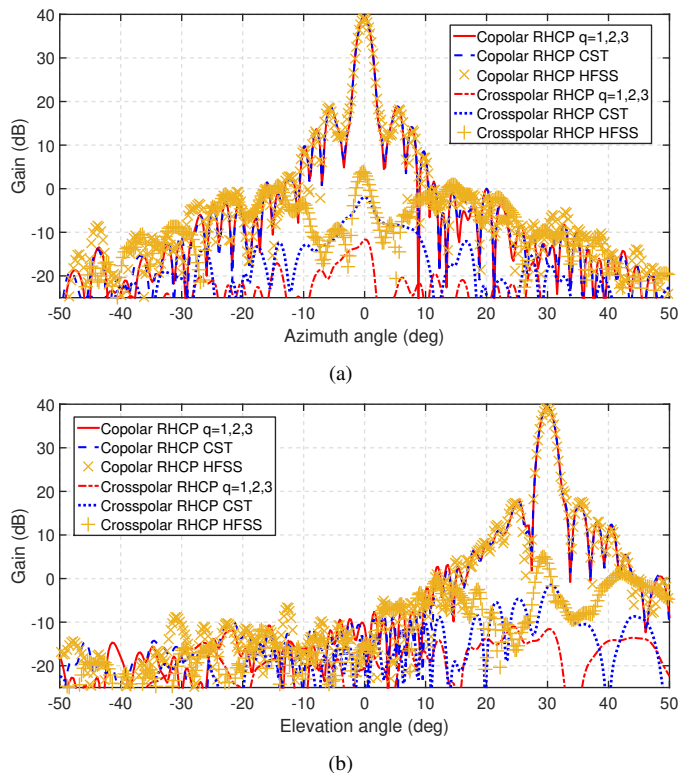 40
30
20
10
0
-10
-20
Gain (dB)
Copolar RHCP q=1,2,3
Copolar RHCP CST
Copolar RHCP HFSS
Crosspolar RHCP q=1,2,3
Crosspolar RHCP CST
Crosspolar RHCP HFSS
-50 -40 -30 -20 -10 0 10 20 30 40 50
Azimuth angle (deg)
(a)
40
30
20
10
0
-10
-20
Gain (dB)
Copolar RHCP q=1,2,3
Copolar RHCP CST
Copolar RHCP HFSS
Crosspolar RHCP q=1,2,3
Crosspolar RHCP CST
Crosspolar RHCP HFSS
-50 -40 -30 -20 -10 0 10 20 30 40 50
Elevation angle (deg)
(b)